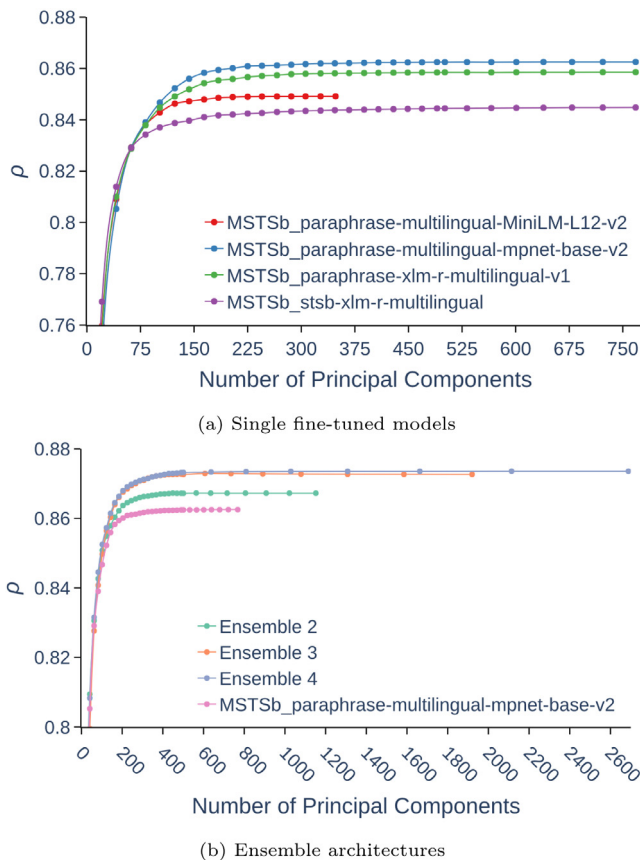 0.88
0.86
0.84
0.82
0.8
0.78
0.76
ρ
MSTSb_paraphrase-multilingual-MiniLM-L12-v2
MSTSb_paraphrase-multilingual-mpnet-base-v2
MSTSb_paraphrase-xlm-r-multilingual-v1
MSTSb_stsb-xlm-r-multilingual
0 75 150 225 300 375 450 525 600 675 750
Number of Principal Components
(a) Single fine-tuned models
0.88
0.86
0.84
0.82
0.8
ρ
Ensemble 2
Ensemble 3
Ensemble 4
MSTSb_paraphrase-multilingual-mpnet-base-v2
0 200 400 600 800 1000 1200 1400 1600 1800 2000 2200 2400 2600
Number of Principal Components
(b) Ensemble architectures